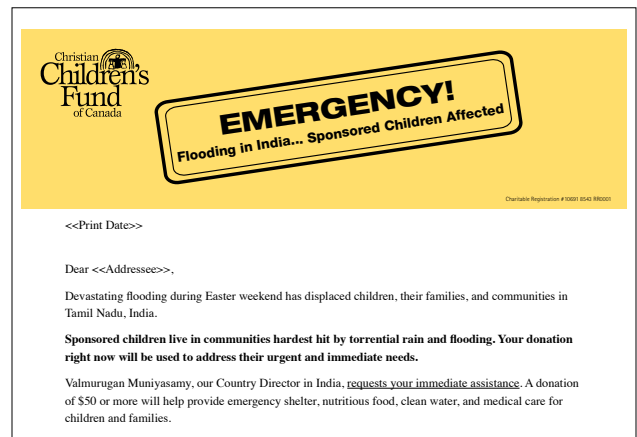 Christian
Children's
Fund
of Canada
EMERGENCY!
Flooding in India... Sponsored Children Affected
Charitable Registration #10691 8543 RR0001
<<Print Date>>
Dear <<Addressee>>,
Devastating flooding during Easter weekend has displaced children, their families, and communities in
Tamil Nadu, India.
Sponsored children live in communities hardest hit by torrential rain and flooding. Your donation
right now will be used to address their urgent and immediate needs.
Valmurugan Muniyasamy, our Country Director in India, requests your immediate assistance. A donation
of $50 or more will help provide emergency shelter, nutritious food, clean water, and medical care for
children and families.